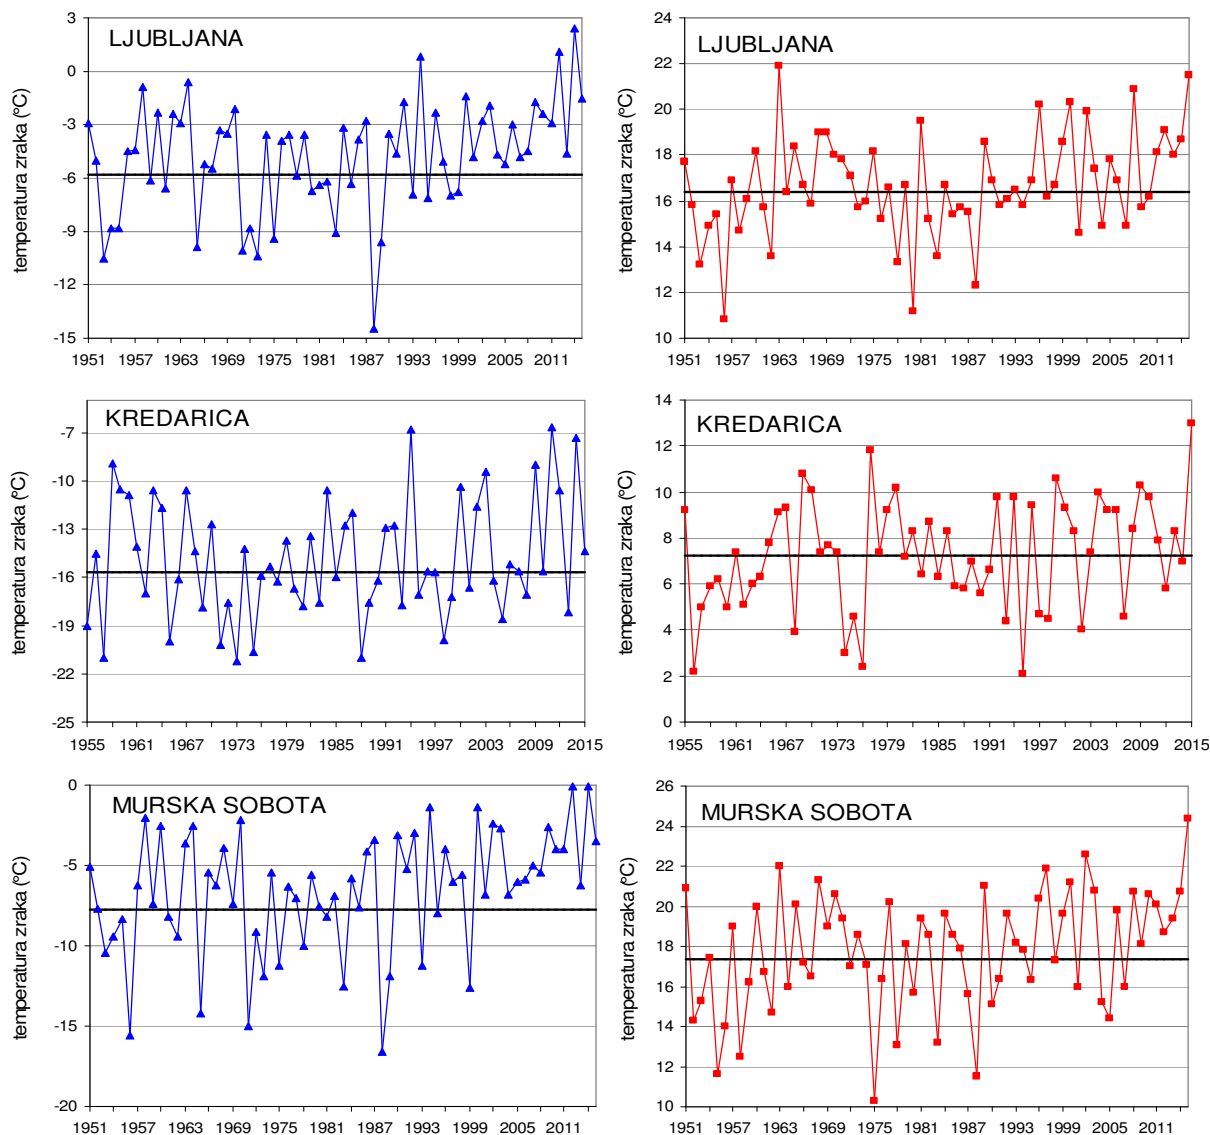 LJUBLJANA
temperatura zraka (°C)
3
0
-3
-6
-9
-12
-15
1951 1957 1963 1969 1975 1981 1987 1993 1999 2005 2011
LJUBLJANA
temperatura zraka (°C)
24
22
20
18
16
14
12
10
1951 1957 1963 1969 1975 1981 1987 1993 1999 2005 2011
KREDARICA
temperatura zraka (°C)
-7
-10
-13
-16
-19
-22
-25
1955 1961 1967 1973 1979 1985 1991 1997 2003 2009 2015
KREDARICA
temperatura zraka (°C)
14
12
10
8
6
4
2
0
1955 1961 1967 1973 1979 1985 1991 1997 2003 2009 2015
MURSKA SOBOTA
temperatura zraka (°C)
0
-5
-10
-15
-20
1951 1957 1963 1969 1975 1981 1987 1993 1999 2005 2011
MURSKA SOBOTA
temperatura zraka (°C)
26
24
22
20
18
16
14
12
10
1951 1957 1963 1969 1975 1981 1987 1993 1999 2005 2011